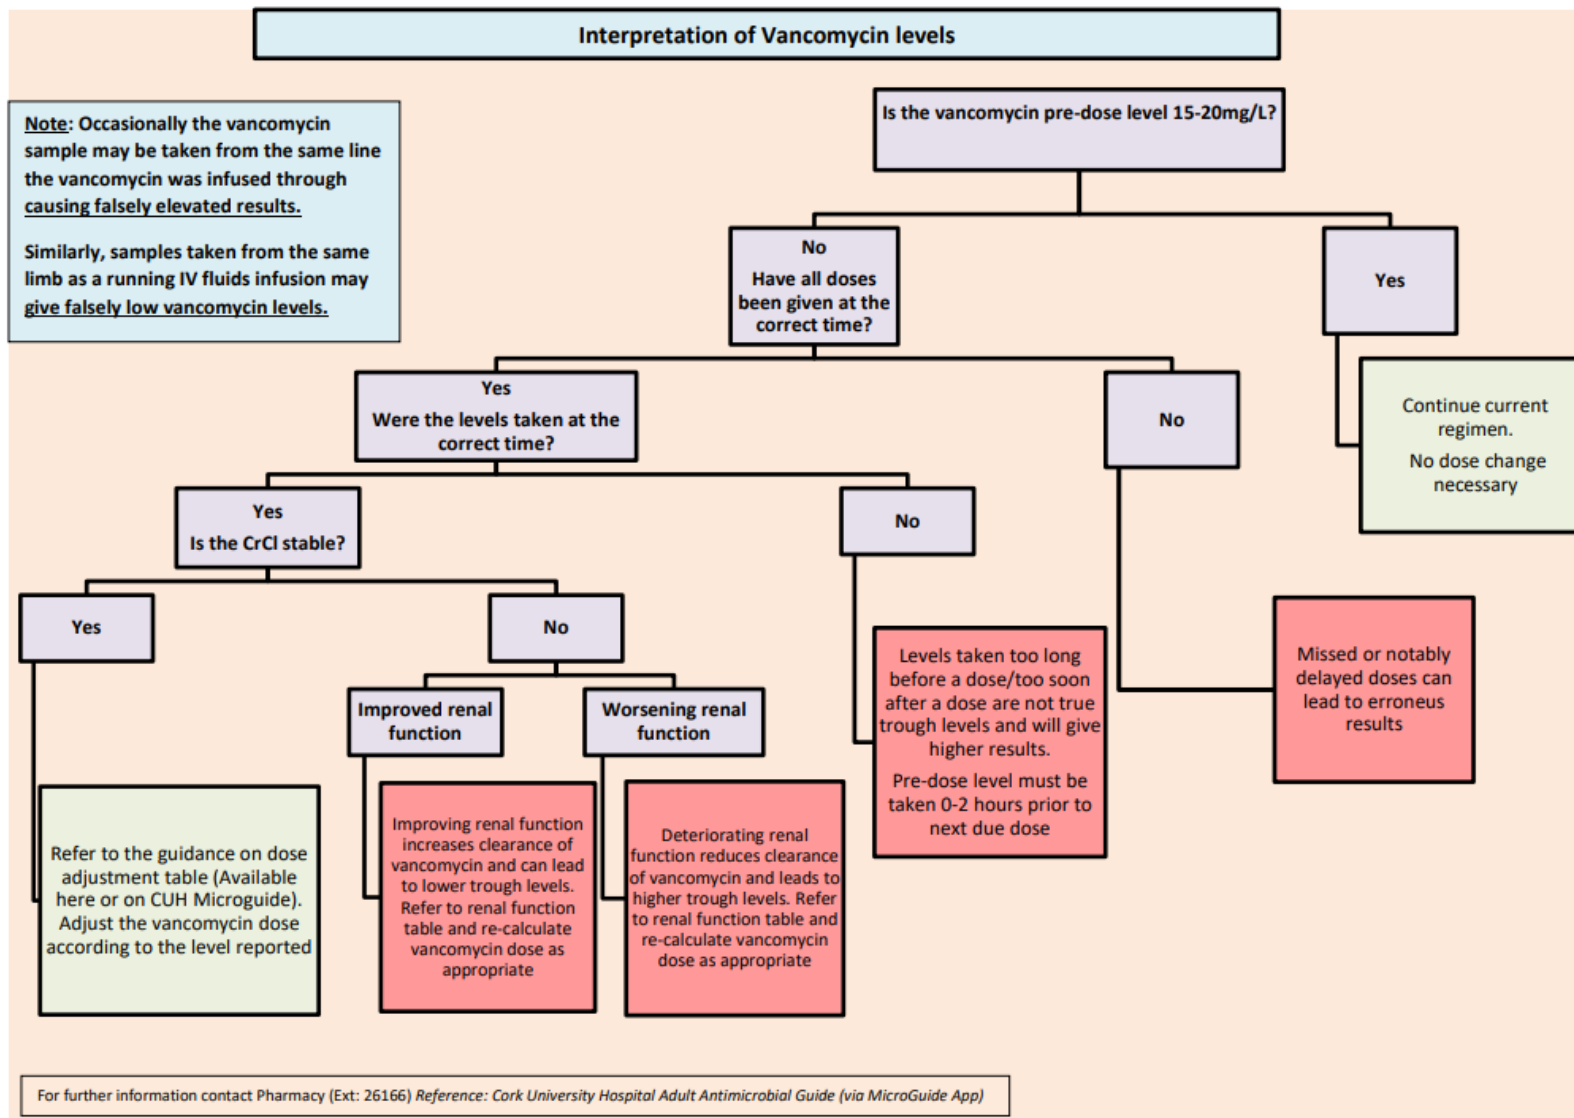 Interpretation of Vancomycin levels
Note: Occasionally the vancomycin
sample may be taken from the same line
the vancomycin was infused through
causing falsely elevated results.
Similarly, samples taken from the same
limb as a running IV fluids infusion may
give falsely low vancomycin levels.
Is the vancomycin pre-dose level 15-20mg/L?
No
Have all doses
been given at the
correct time?
Yes
Yes
Were the levels taken at the
correct time?
No
Continue current
regimen.
No dose change
necessary
Yes
Is the CrCl stable?
No
Yes
No
Missed or notably
delayed doses can
lead to erroneus
results
Levels taken too long
before a dose/too soon
after a dose are not true
trough levels and will give
higher results.
Pre-dose level must be
taken 0-2 hours prior to
next due dose
Improved renal
function
Worsening renal
function
Refer to the guidance on dose
adjustment table (Available
here or on CUH Microguide).
Adjust the vancomycin dose
according to the level reported
Improving renal function
increases clearance of
vancomycin and can lead
to lower trough levels.
Refer to renal function
table and re-calculate
vancomycin dose as
appropriate
Deteriorating renal
function reduces clearance
of vancomycin and leads to
higher trough levels. Refer
to renal function table and
re-calculate vancomycin
dose as appropriate
For further information contact Pharmacy (Ext: 26166) Reference: Cork University Hospital Adult Antimicrobial Guide (via MicroGuide App)